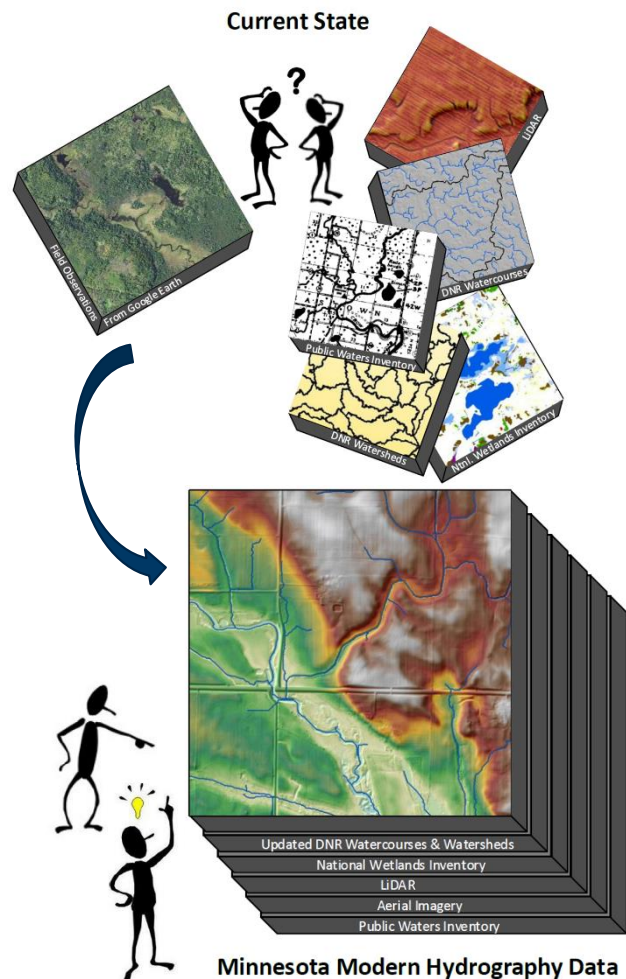 Current State
?
LiDAR
Field Observations
From Google Earth
DNR Watercourses
Public Waters Inventory
DNR Watersheds
Ntnl. Wetlands Inventory
Updated DNR Watercourses & Watersheds
National Wetlands Inventory
LiDAR
Aerial Imagery
Public Waters Inventory
Minnesota Modern Hydrography Data